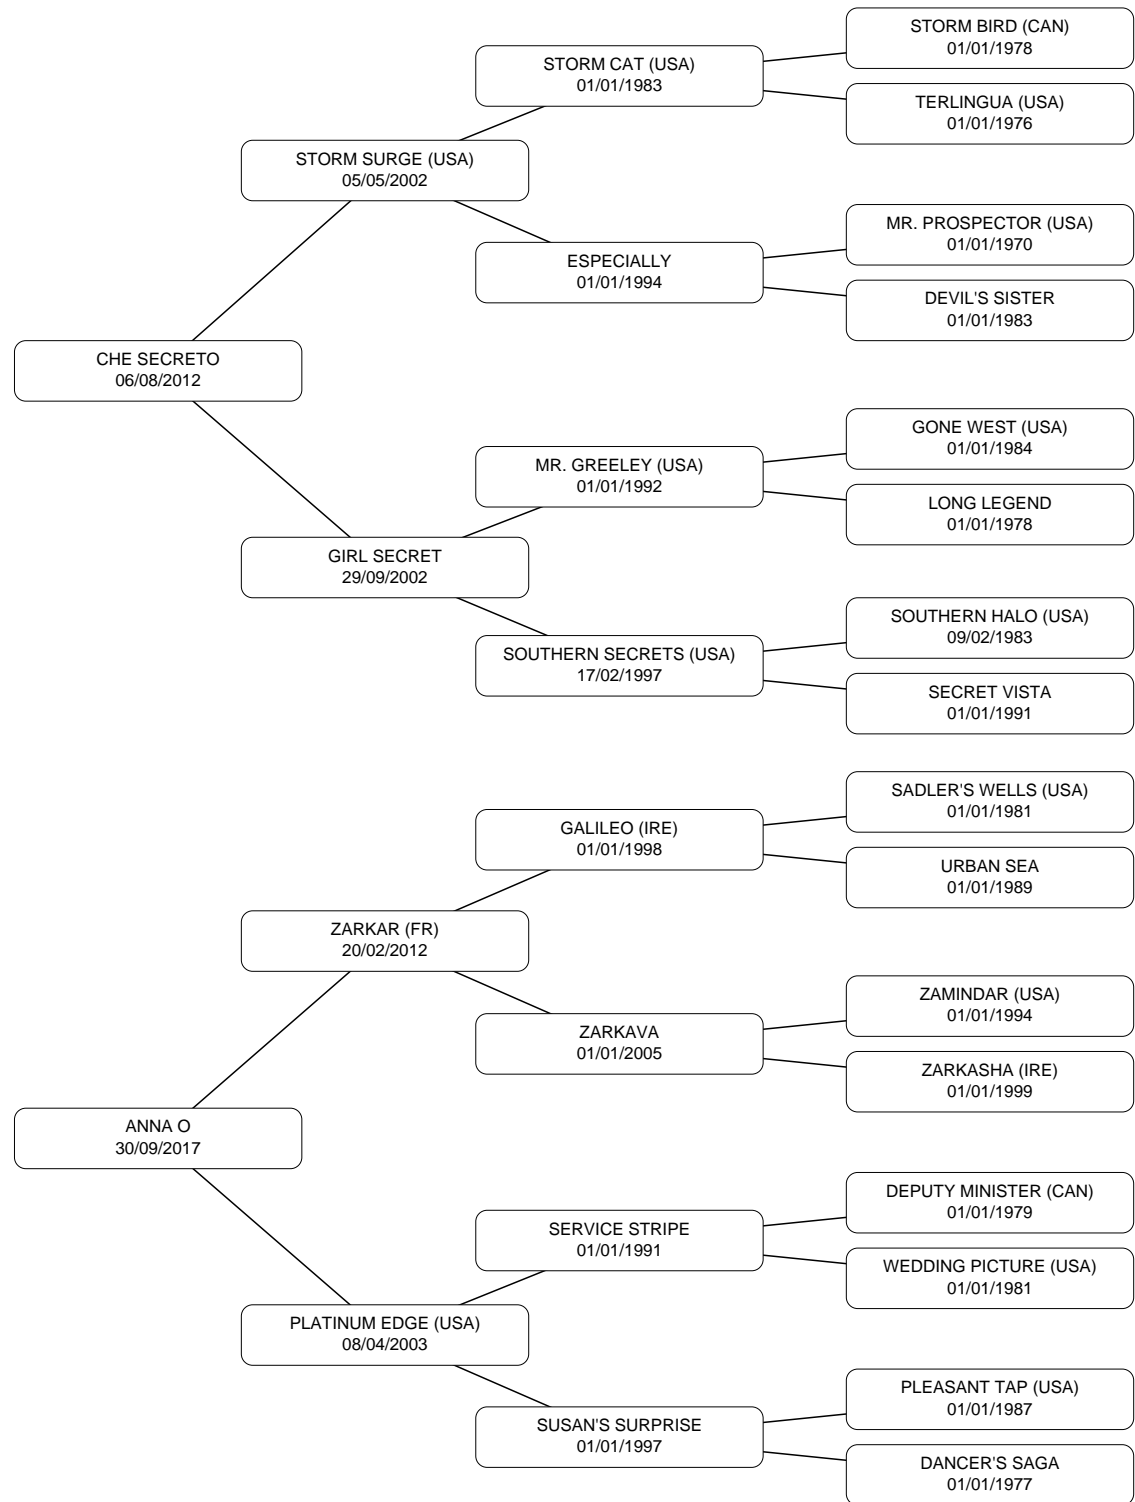 STORM BIRD (CAN)
01/01/1978
STORM CAT (USA)
01/01/1983
TERLINGUA (USA)
01/01/1976
STORM SURGE (USA)
05/05/2002
MR. PROSPECTOR (USA)
01/01/1970
ESPECIALLY
01/01/1994
DEVIL'S SISTER
01/01/1983
CHE SECRETO
06/08/2012
GONE WEST (USA)
01/01/1984
MR. GREELEY (USA)
01/01/1992
LONG LEGEND
01/01/1978
GIRL SECRET
29/09/2002
SOUTHERN HALO (USA)
09/02/1983
SOUTHERN SECRETS (USA)
17/02/1997
SECRET VISTA
01/01/1991
SADLER'S WELLS (USA)
01/01/1981
GALILEO (IRE)
01/01/1998
URBAN SEA
01/01/1989
ZARKAR (FR)
20/02/2012
ZAMINDAR (USA)
01/01/1994
ZARKAVA
01/01/2005
ZARKASHA (IRE)
01/01/1999
ANNA O
30/09/2017
DEPUTY MINISTER (CAN)
01/01/1979
SERVICE STRIPE
01/01/1991
WEDDING PICTURE (USA)
01/01/1981
PLATINUM EDGE (USA)
08/04/2003
PLEASANT TAP (USA)
01/01/1987
SUSAN'S SURPRISE
01/01/1997
DANCER'S SAGA
01/01/1977